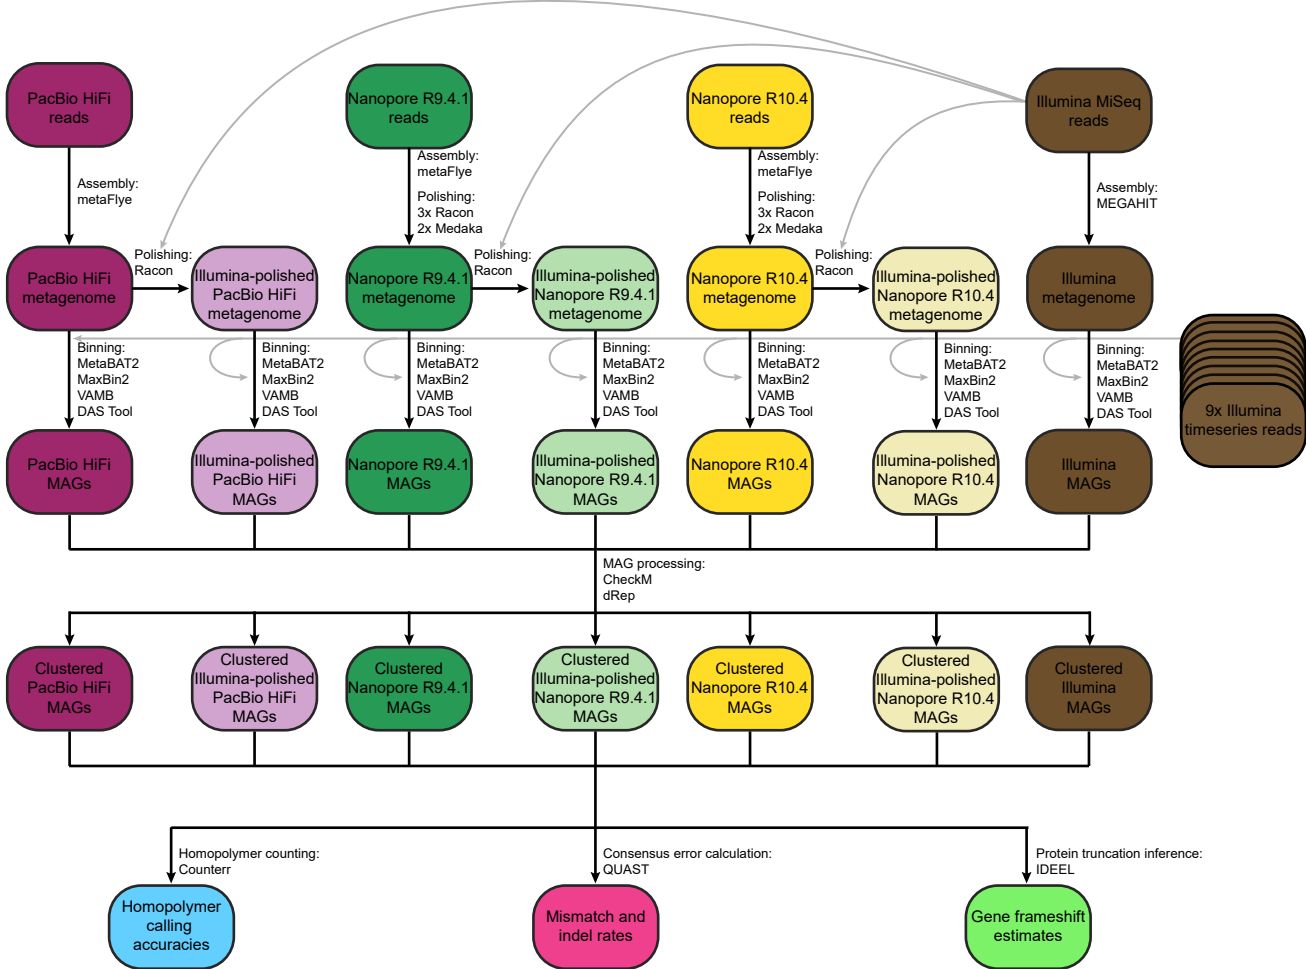 PacBio HiFi
reads
Nanopore R9.4.1
reads
Nanopore R10.4
reads
Illumina MiSeq
reads
Assembly:
metaFlye
Assembly:
metaFlye
Polishing:
3x Racon
2x Medaka
Assembly:
metaFlye
Polishing:
3x Racon
2x Medaka
Assembly:
MEGAHIT
PacBio HiFi
metagenome
Polishing:
Racon
Illumina-polished
PacBio HiFi
metagenome
Nanopore R9.4.1
metagenome
Polishing:
Racon
Illumina-polished
Nanopore R9.4.1
metagenome
Nanopore R10.4
metagenome
Polishing:
Racon
Illumina-polished
Nanopore R10.4
metagenome
Illumina
metagenome
Binning:
MetaBAT2
MaxBin2
VAMB
DAS Tool
Binning:
MetaBAT2
MaxBin2
VAMB
DAS Tool
Binning:
MetaBAT2
MaxBin2
VAMB
DAS Tool
Binning:
MetaBAT2
MaxBin2
VAMB
DAS Tool
Binning:
MetaBAT2
MaxBin2
VAMB
DAS Tool
Binning:
MetaBAT2
MaxBin2
VAMB
DAS Tool
Binning:
MetaBAT2
MaxBin2
VAMB
DAS Tool
9x Illumina
timeseries reads
PacBio HiFi
MAGs
Illumina-polished
PacBio HiFi
MAGs
Nanopore R9.4.1
MAGs
Illumina-polished
Nanopore R9.4.1
MAGs
Nanopore R10.4
MAGs
Illumina-polished
Nanopore R10.4
MAGs
Illumina
MAGs
MAG processing:
CheckM
dRep
Clustered
PacBio HiFi
MAGs
Clustered
Illumina-polished
PacBio HiFi
MAGs
Clustered
Nanopore R9.4.1
MAGs
Clustered
Illumina-polished
Nanopore R9.4.1
MAGs
Clustered
Nanopore R10.4
MAGs
Clustered
Illumina-polished
Nanopore R10.4
MAGs
Clustered
Illumina
MAGs
Homopolymer counting:
Counterr
Consensus error calculation:
QUAST
Protein truncation inference:
IDEEL
Homopolymer
calling
accuracies
Mismatch and
indel rates
Gene frameshift
estimates